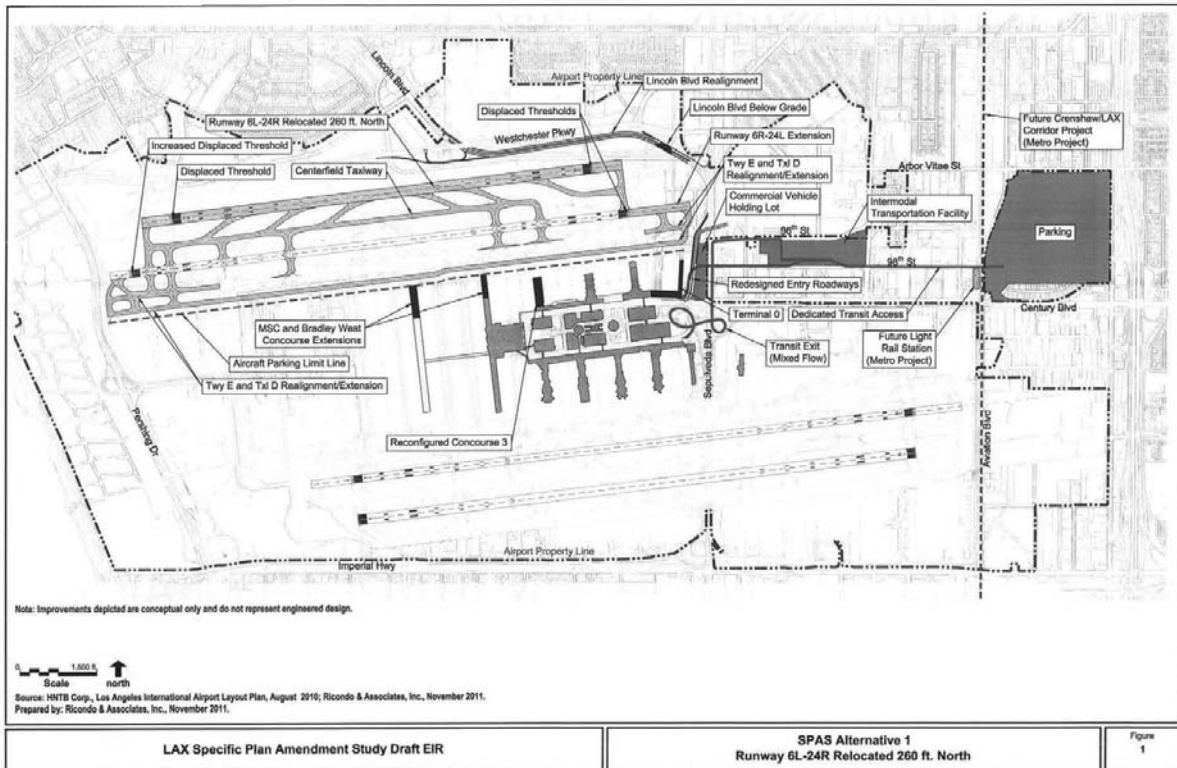 Lincoln Blvd
Airport Property Line
Lincoln Blvd Realignment
Displaced Thresholds
Lincoln Blvd Below Grade
Future Crenshaw/LAX
Corridor Project
(Metro Project)
Runway 6L-24R Relocated 260 ft. North
Westchester Pkwy
Runway 6R-24L Extension
Increased Displaced Threshold
Twy E and Txl D
Realignment/Extension
Arbor Vitae St
Displaced Threshold
Centerfield Taxiway
Commercial Vehicle
Holding Lot
Intermodal
Transportation Facility
96th St
Parking
98th St
Redesigned Entry Roadways
Terminal 0
Dedicated Transit Access
Century Blvd
MSC and Bradley West
Concourse Extensions
Transit Exit
(Mixed Flow)
Future Light
Rail Station
(Metro Project)
Aircraft Parking Limit Line
Sepulveda Blvd
Twy E and Txl D Realignment/Extension
Pershing Dr
Reconfigured Concourse 3
Aviation Blvd
Airport Property Line
Imperial Hwy
Note: Improvements depicted are conceptual only and do not represent engineered design.
0 1,500 ft.
Scale north
Source: HNTB Corp., Los Angeles International Airport Layout Plan, August 2010; Ricondo & Associates, Inc., November 2011.
Prepared by: Ricondo & Associates, Inc., November 2011.
LAX Specific Plan Amendment Study Draft EIR
SPAS Alternative 1
Runway 6L-24R Relocated 260 ft. North
Figure
1